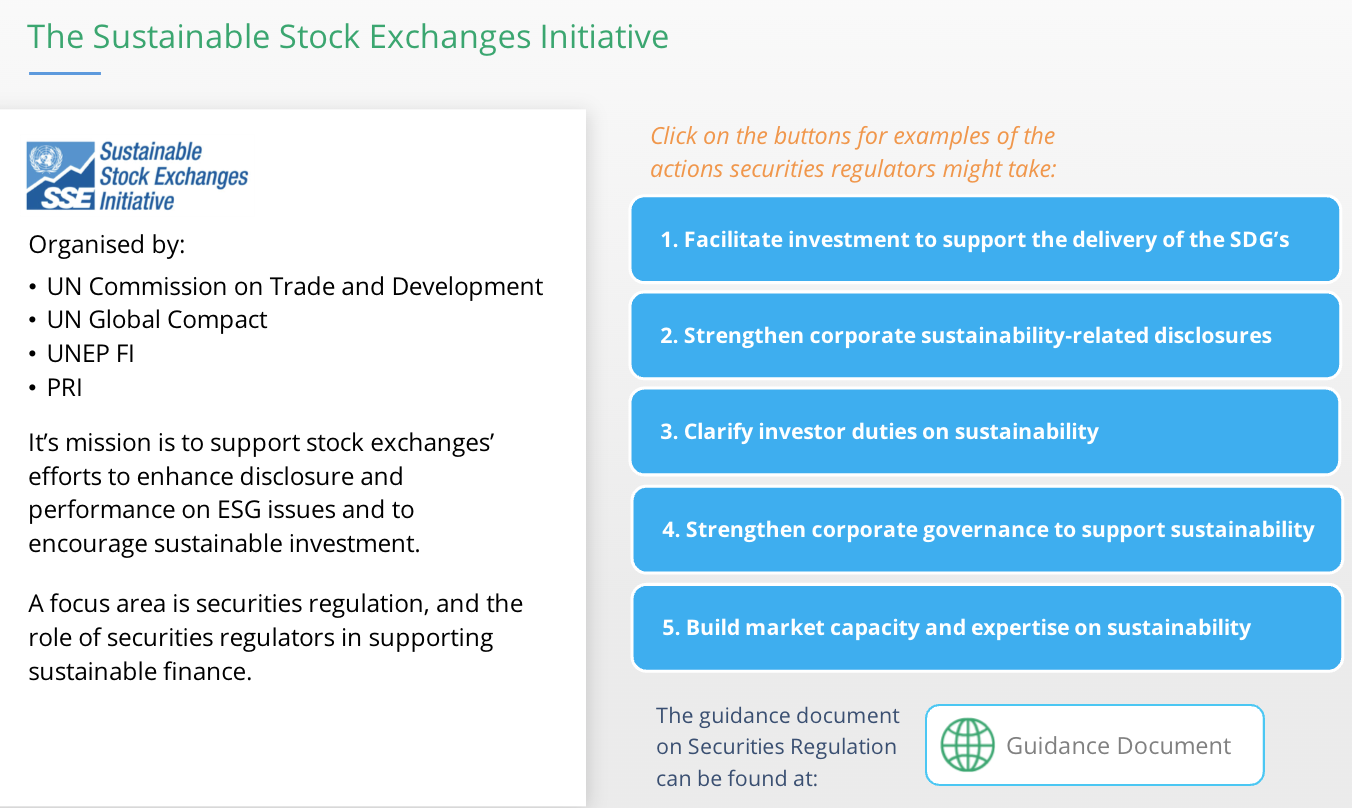 The Sustainable Stock Exchanges Initiative
Sustainable
Stock Exchanges
SSE Initiative
Organised by:
• UN Commission on Trade and Development
• UN Global Compact
• UNEP FI
• PRI
It’s mission is to support stock exchanges’
efforts to enhance disclosure and
performance on ESG issues and to
encourage sustainable investment.
A focus area is securities regulation, and the
role of securities regulators in supporting
sustainable finance.
Click on the buttons for examples of the
actions securities regulators might take:
1. Facilitate investment to support the delivery of the SDG’s
2. Strengthen corporate sustainability-related disclosures
3. Clarify investor duties on sustainability
4. Strengthen corporate governance to support sustainability
5. Build market capacity and expertise on sustainability
The guidance document
on Securities Regulation
can be found at:
Guidance Document